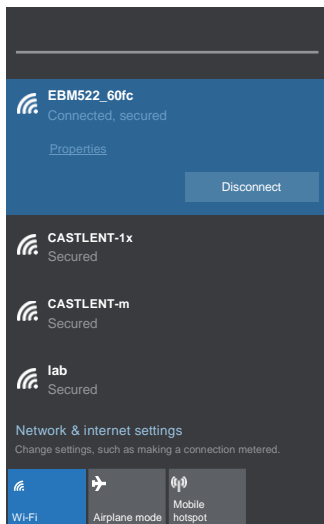 EBM522_60fc
Connected, secured
Properties
Disconnect
CASTLENT-1x
Secured
CASTLENT-m
Secured
lab
Secured
Network & internet settings
Change settings, such as making a connection metered.
Wi-Fi
Airplane mode
Mobile
hotspot